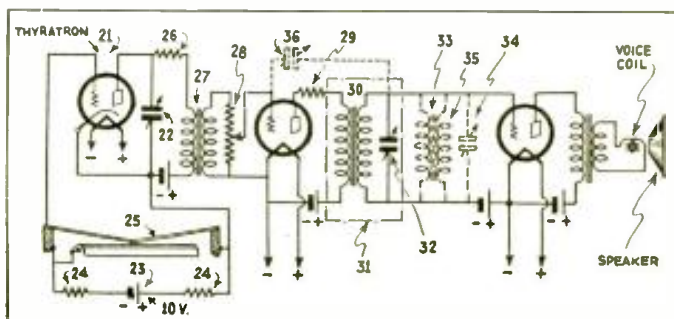 THYRATRON 21 26 36 29 33 35 34 VOICE COIL
28
27 30
22
- + - + - + - + - +
25 32
31
- + - +
24 23 24 SPEAKER
- + 10 V.